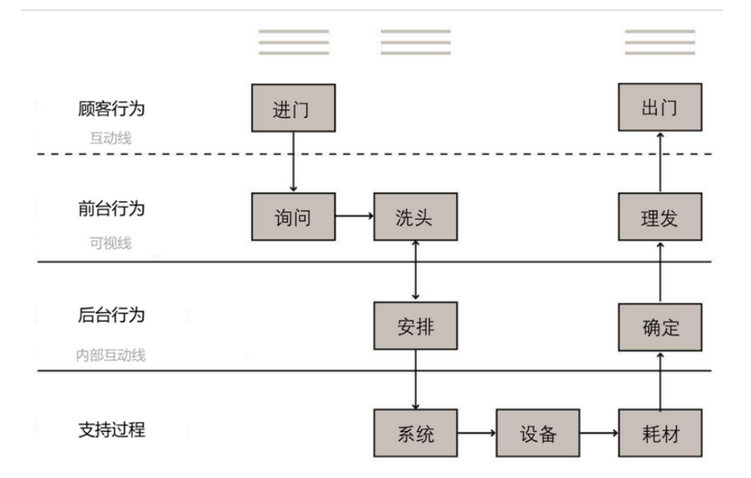 顾客行为
进门
出门
互动线
前台行为
询问
洗头
理发
可视线
后台行为
安排
确定
内部互动线
支持过程
系统
设备
耗材